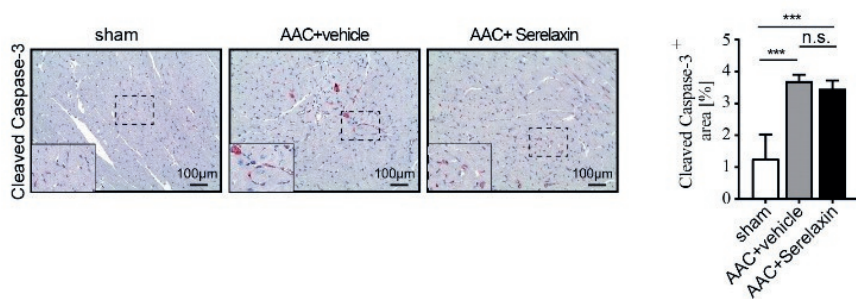 sham
AAC+vehicle
AAC+ Serelaxin
Cleaved Caspase-3
100µm
100µm
100µm
Cleaved Caspase-3 +
area [%]
***
n.s.
***
5
4
3
2
1
0
sham
AAC+vehicle
AAC+Serelaxin